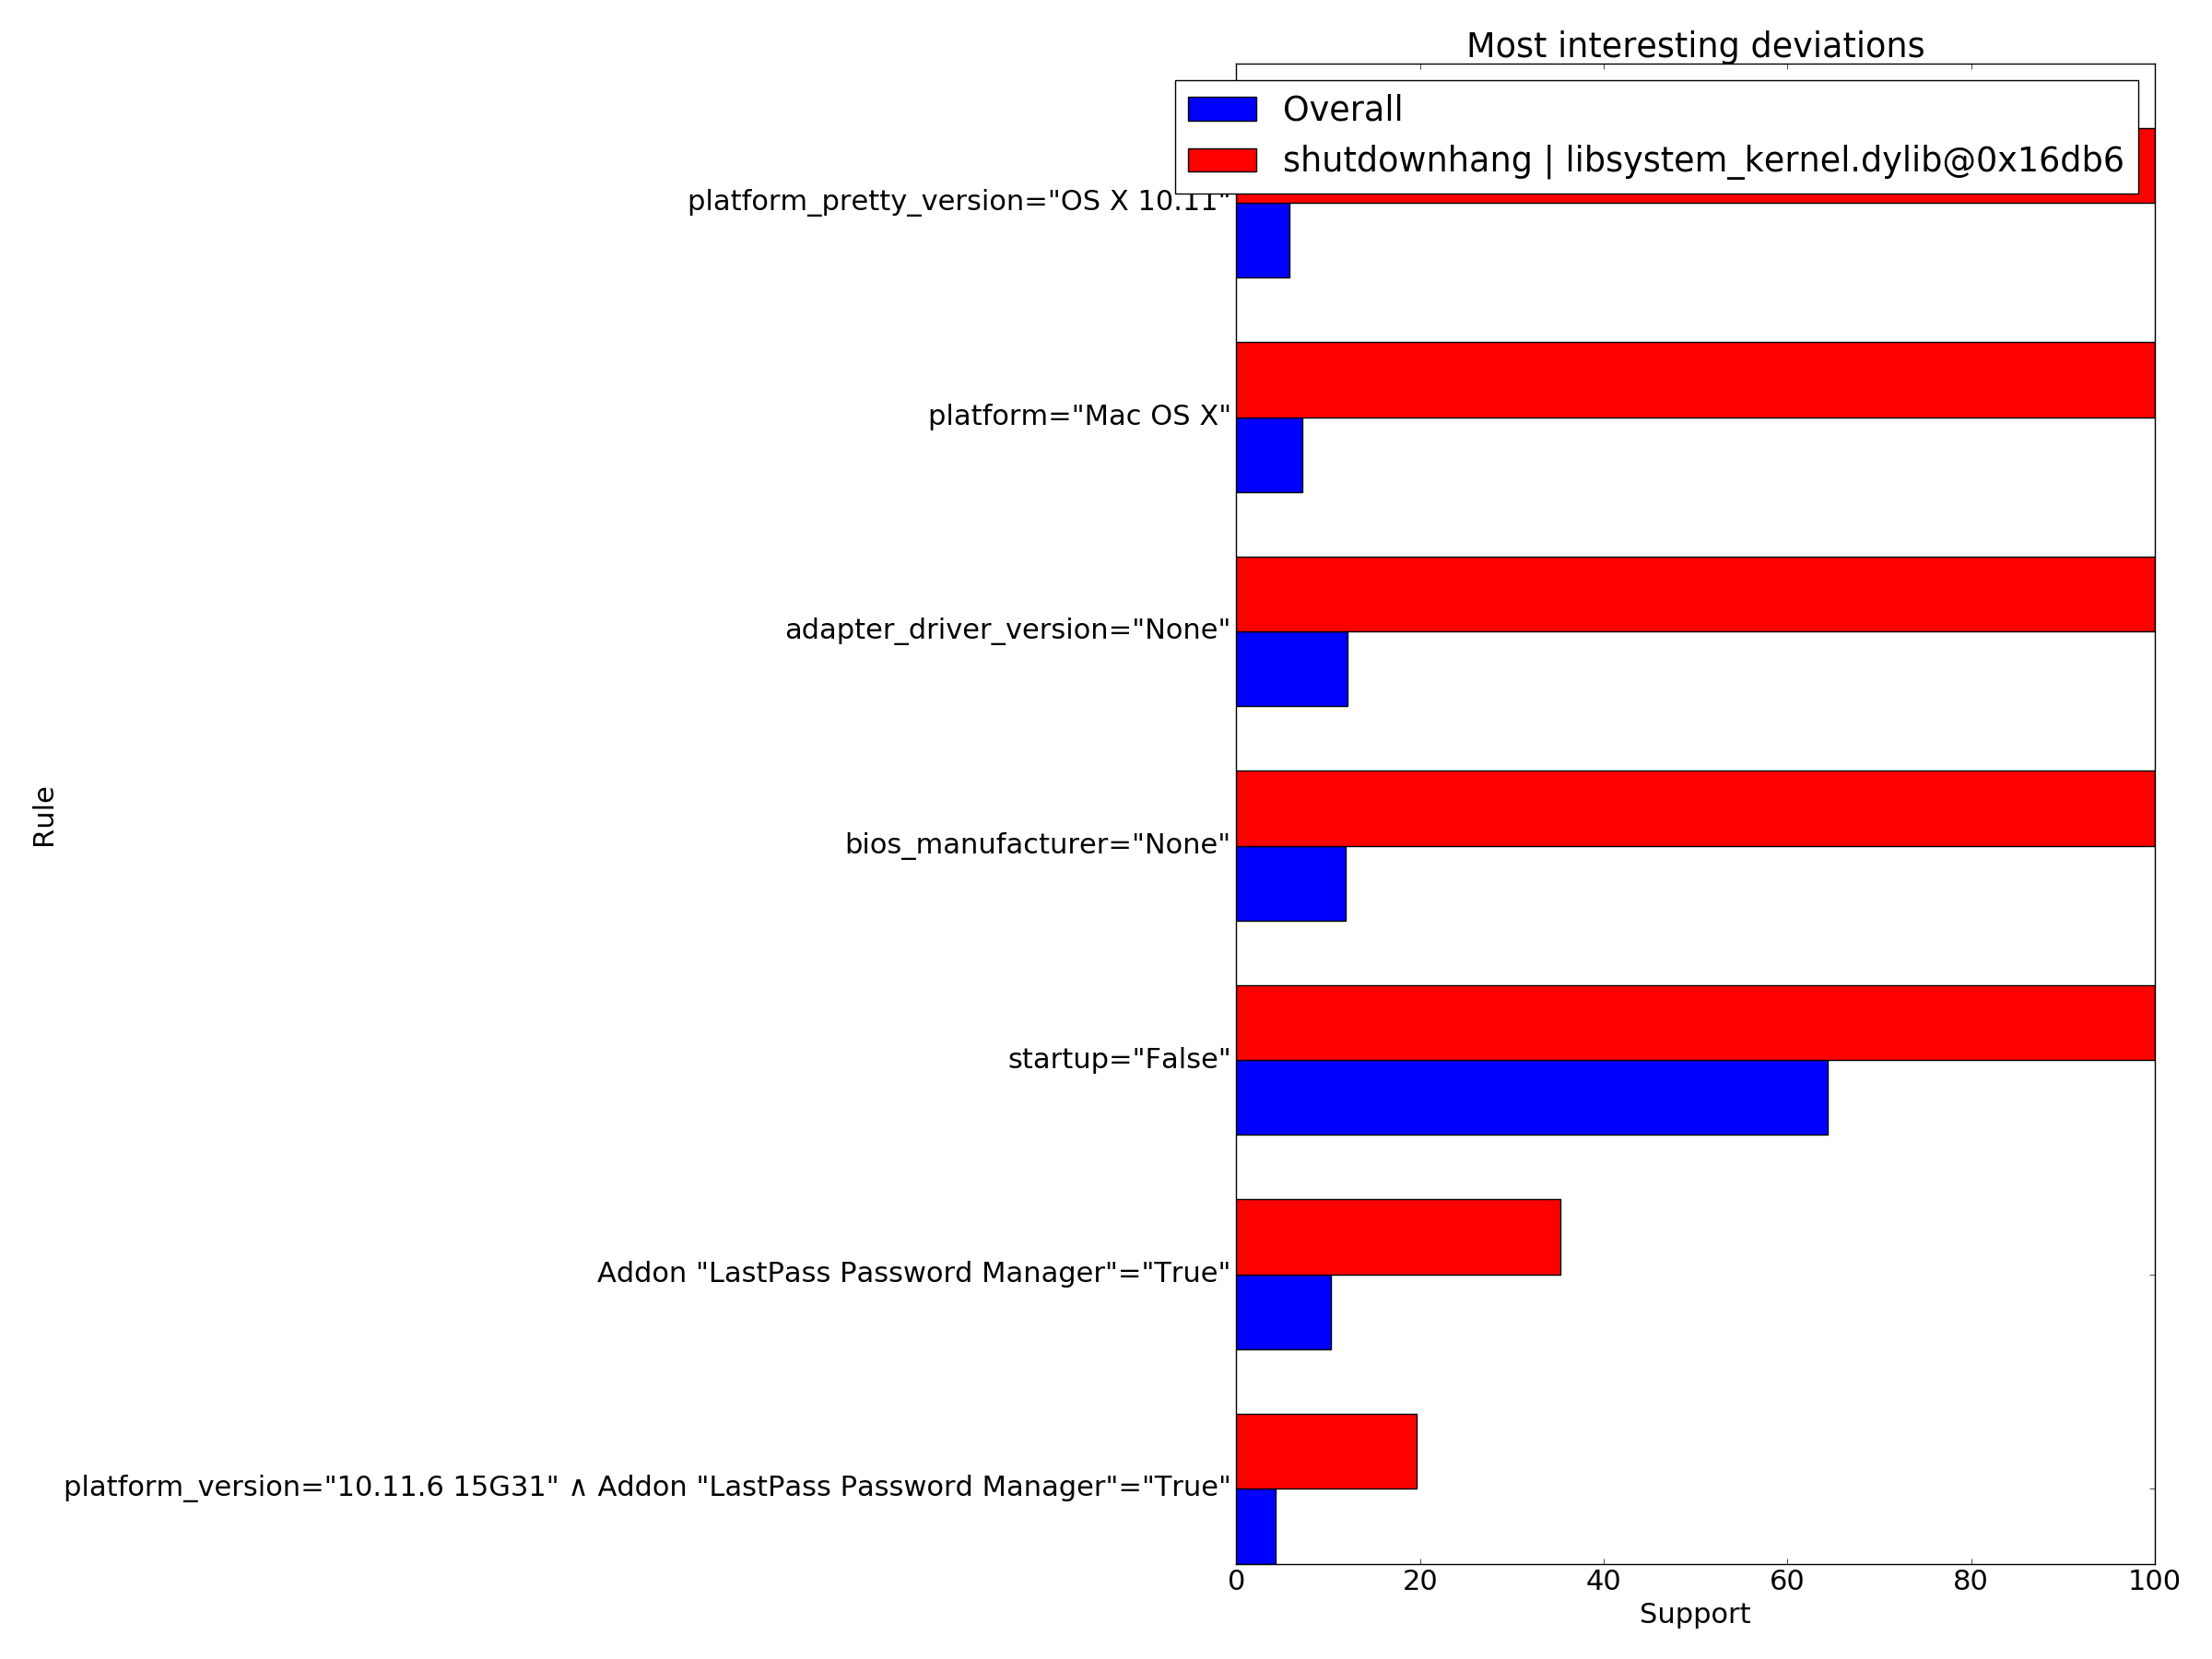 Most interesting deviations
Overall
shutdownhang | libsystem_kernel.dylib@0x16db6
platform_pretty_version="OS X 10.11"
platform="Mac OS X"
adapter_driver_version="None"
bios_manufacturer="None"
startup="False"
Addon "LastPass Password Manager"="True"
platform_version="10.11.6 15G31" ∧ Addon "LastPass Password Manager"="True"
Rule
0 20 40 60 80 100
Support